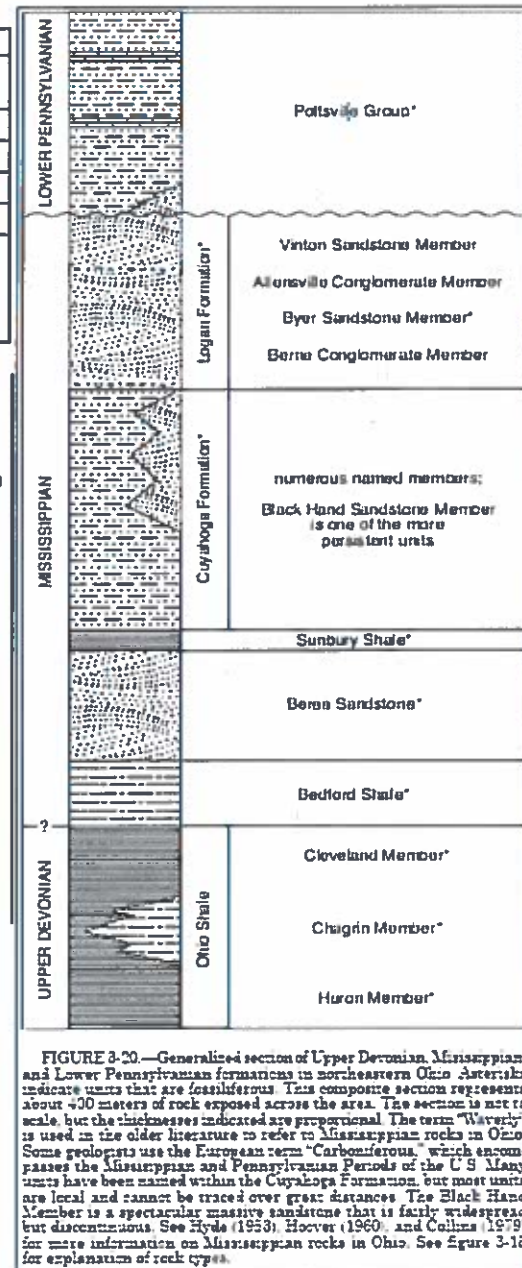 LOWER PENNSYLVANIAN
Pottsville Group*
Logan Formation*
Vinton Sandstone Member
Allensville Conglomerate Member
Byer Sandstone Member*
Berne Conglomerate Member
MISSISSIPPIAN
Cuyahoga Formation*
numerous named members;
Black Hand Sandstone Member
is one of the more
persistent units
Sunbury Shale*
Berea Sandstone*
Bedford Shale*
?
UPPER DEVONIAN
Ohio Shale
Cleveland Member*
Chagrin Member*
Huron Member*
FIGURE 3-20.—Generalized section of Upper Devonian, Mississippian
and Lower Pennsylvanian formations in northeastern Ohio. Asterisks
indicate units that are fossiliferous. This composite section represents
about 400 meters of rock exposed across the area. The section is not to
scale, but the thicknesses indicated are proportional. The term "Waverly"
is used in the older literature to refer to Mississippian rocks in Ohio.
Some geologists use the European term "Carboniferous," which encom-
passes the Mississippian and Pennsylvanian Periods of the U.S. Many
units have been named within the Cuyahoga Formation, but most units
are local and cannot be traced over great distances. The Black Hand
Member is a spectacular massive sandstone that is fairly widespread
but discontinuous. See Hyde (1953), Hoover (1960), and Collins (1979)
for more information on Mississippian rocks in Ohio. See figure 3-18
for explanation of rock types.